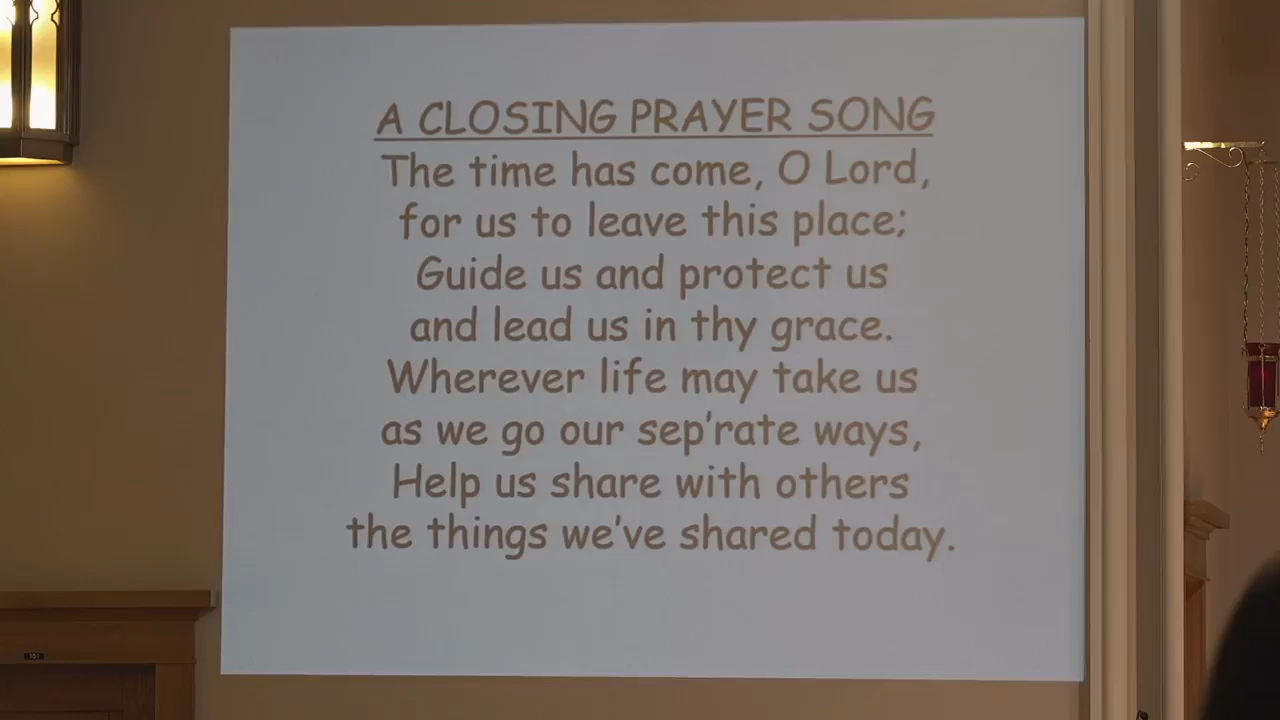 A CLOSING PRAYER SONG
The time has come, O Lord,
for us to leave this place;
Guide us and protect us
and lead us in thy grace.
Wherever life may take us
as we go our sep'rate ways,
Help us share with others
the things we've shared today.
151